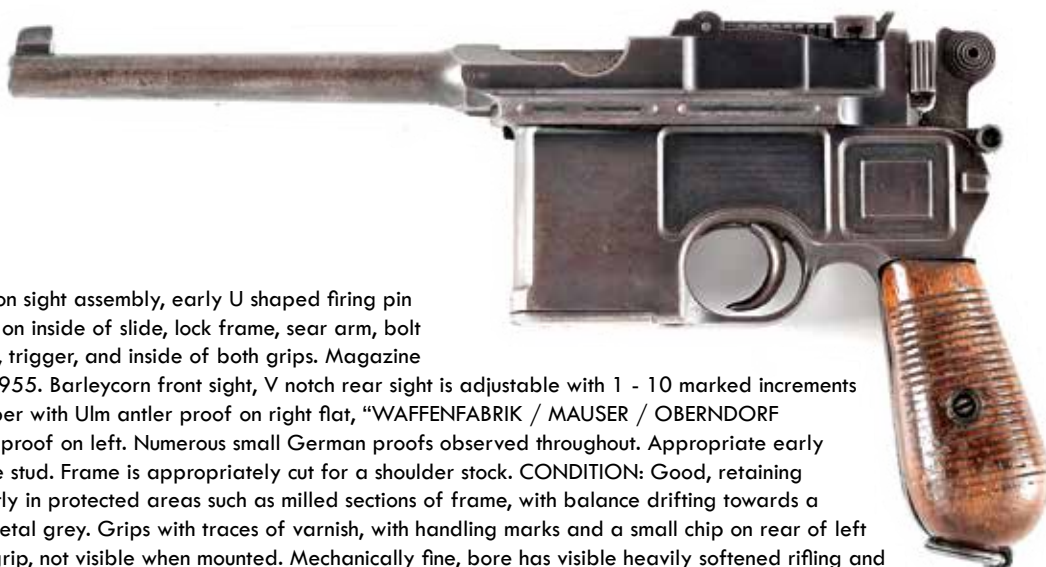 on sight assembly, early U shaped firing pin
on inside of slide, lock frame, sear arm, bolt
, trigger, and inside of both grips. Magazine
955. Barleycorn front sight, V notch rear sight is adjustable with 1 - 10 marked increments
ber with Ulm antler proof on right flat, “WAFFENFABRIK / MAUSER / OBERNDORF
proof on left. Numerous small German proofs observed throughout. Appropriate early
e stud. Frame is appropriately cut for a shoulder stock. CONDITION: Good, retaining
tly in protected areas such as milled sections of frame, with balance drifting towards a
etal grey. Grips with traces of varnish, with handling marks and a small chip on rear of left
grip, not visible when mounted. Mechanically fine, bore has visible heavily softened rifling and